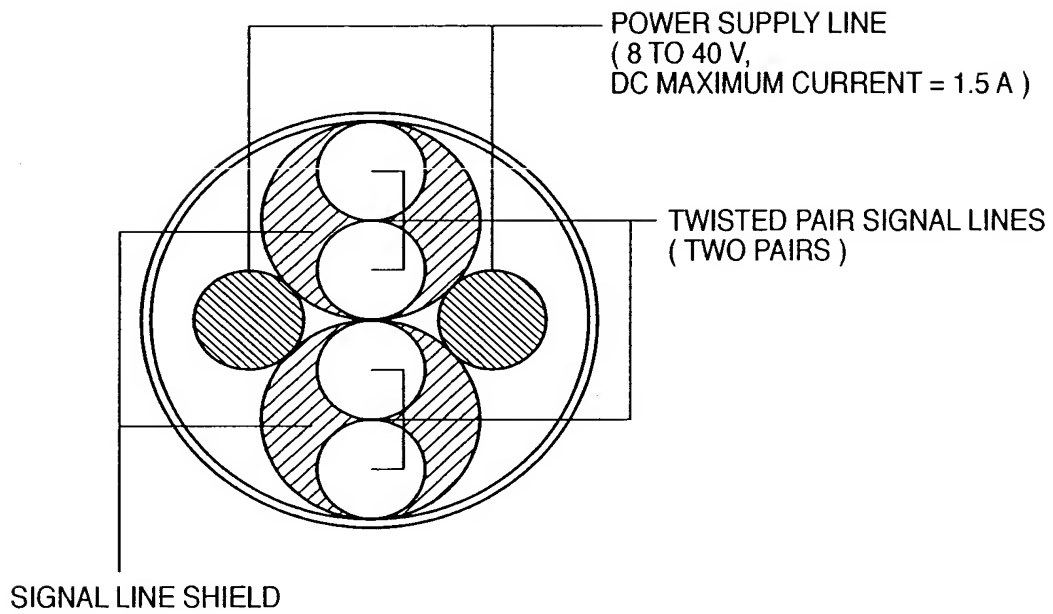 POWER SUPPLY LINE
( 8 TO 40 V,
DC MAXIMUM CURRENT = 1.5 A )
TWISTED PAIR SIGNAL LINES
( TWO PAIRS )
SIGNAL LINE SHIELD